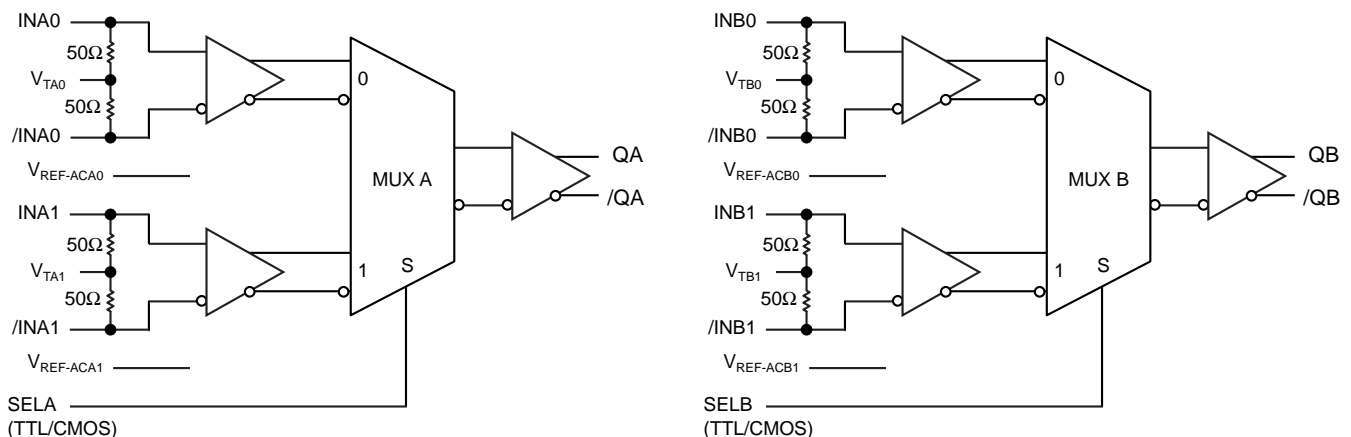 INA0
50Ω
VTA0
50Ω
/INA0
VREF-ACA0
INA1
50Ω
VTA1
50Ω
/INA1
VREF-ACA1
SELA
(TTL/CMOS)
0
MUX A
1
S
QA
/QA
INB0
50Ω
VTB0
50Ω
/INB0
VREF-ACB0
INB1
50Ω
VTB1
50Ω
/INB1
VREF-ACB1
SELB
(TTL/CMOS)
0
MUX B
1
S
QB
/QB